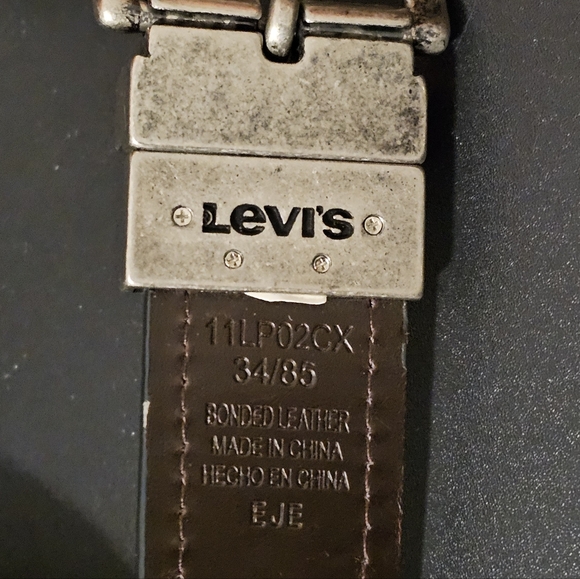 Levi's
11LP02CX
34/85
BONDED LEATHER
MADE IN CHINA
HECHO EN CHINA
EJE